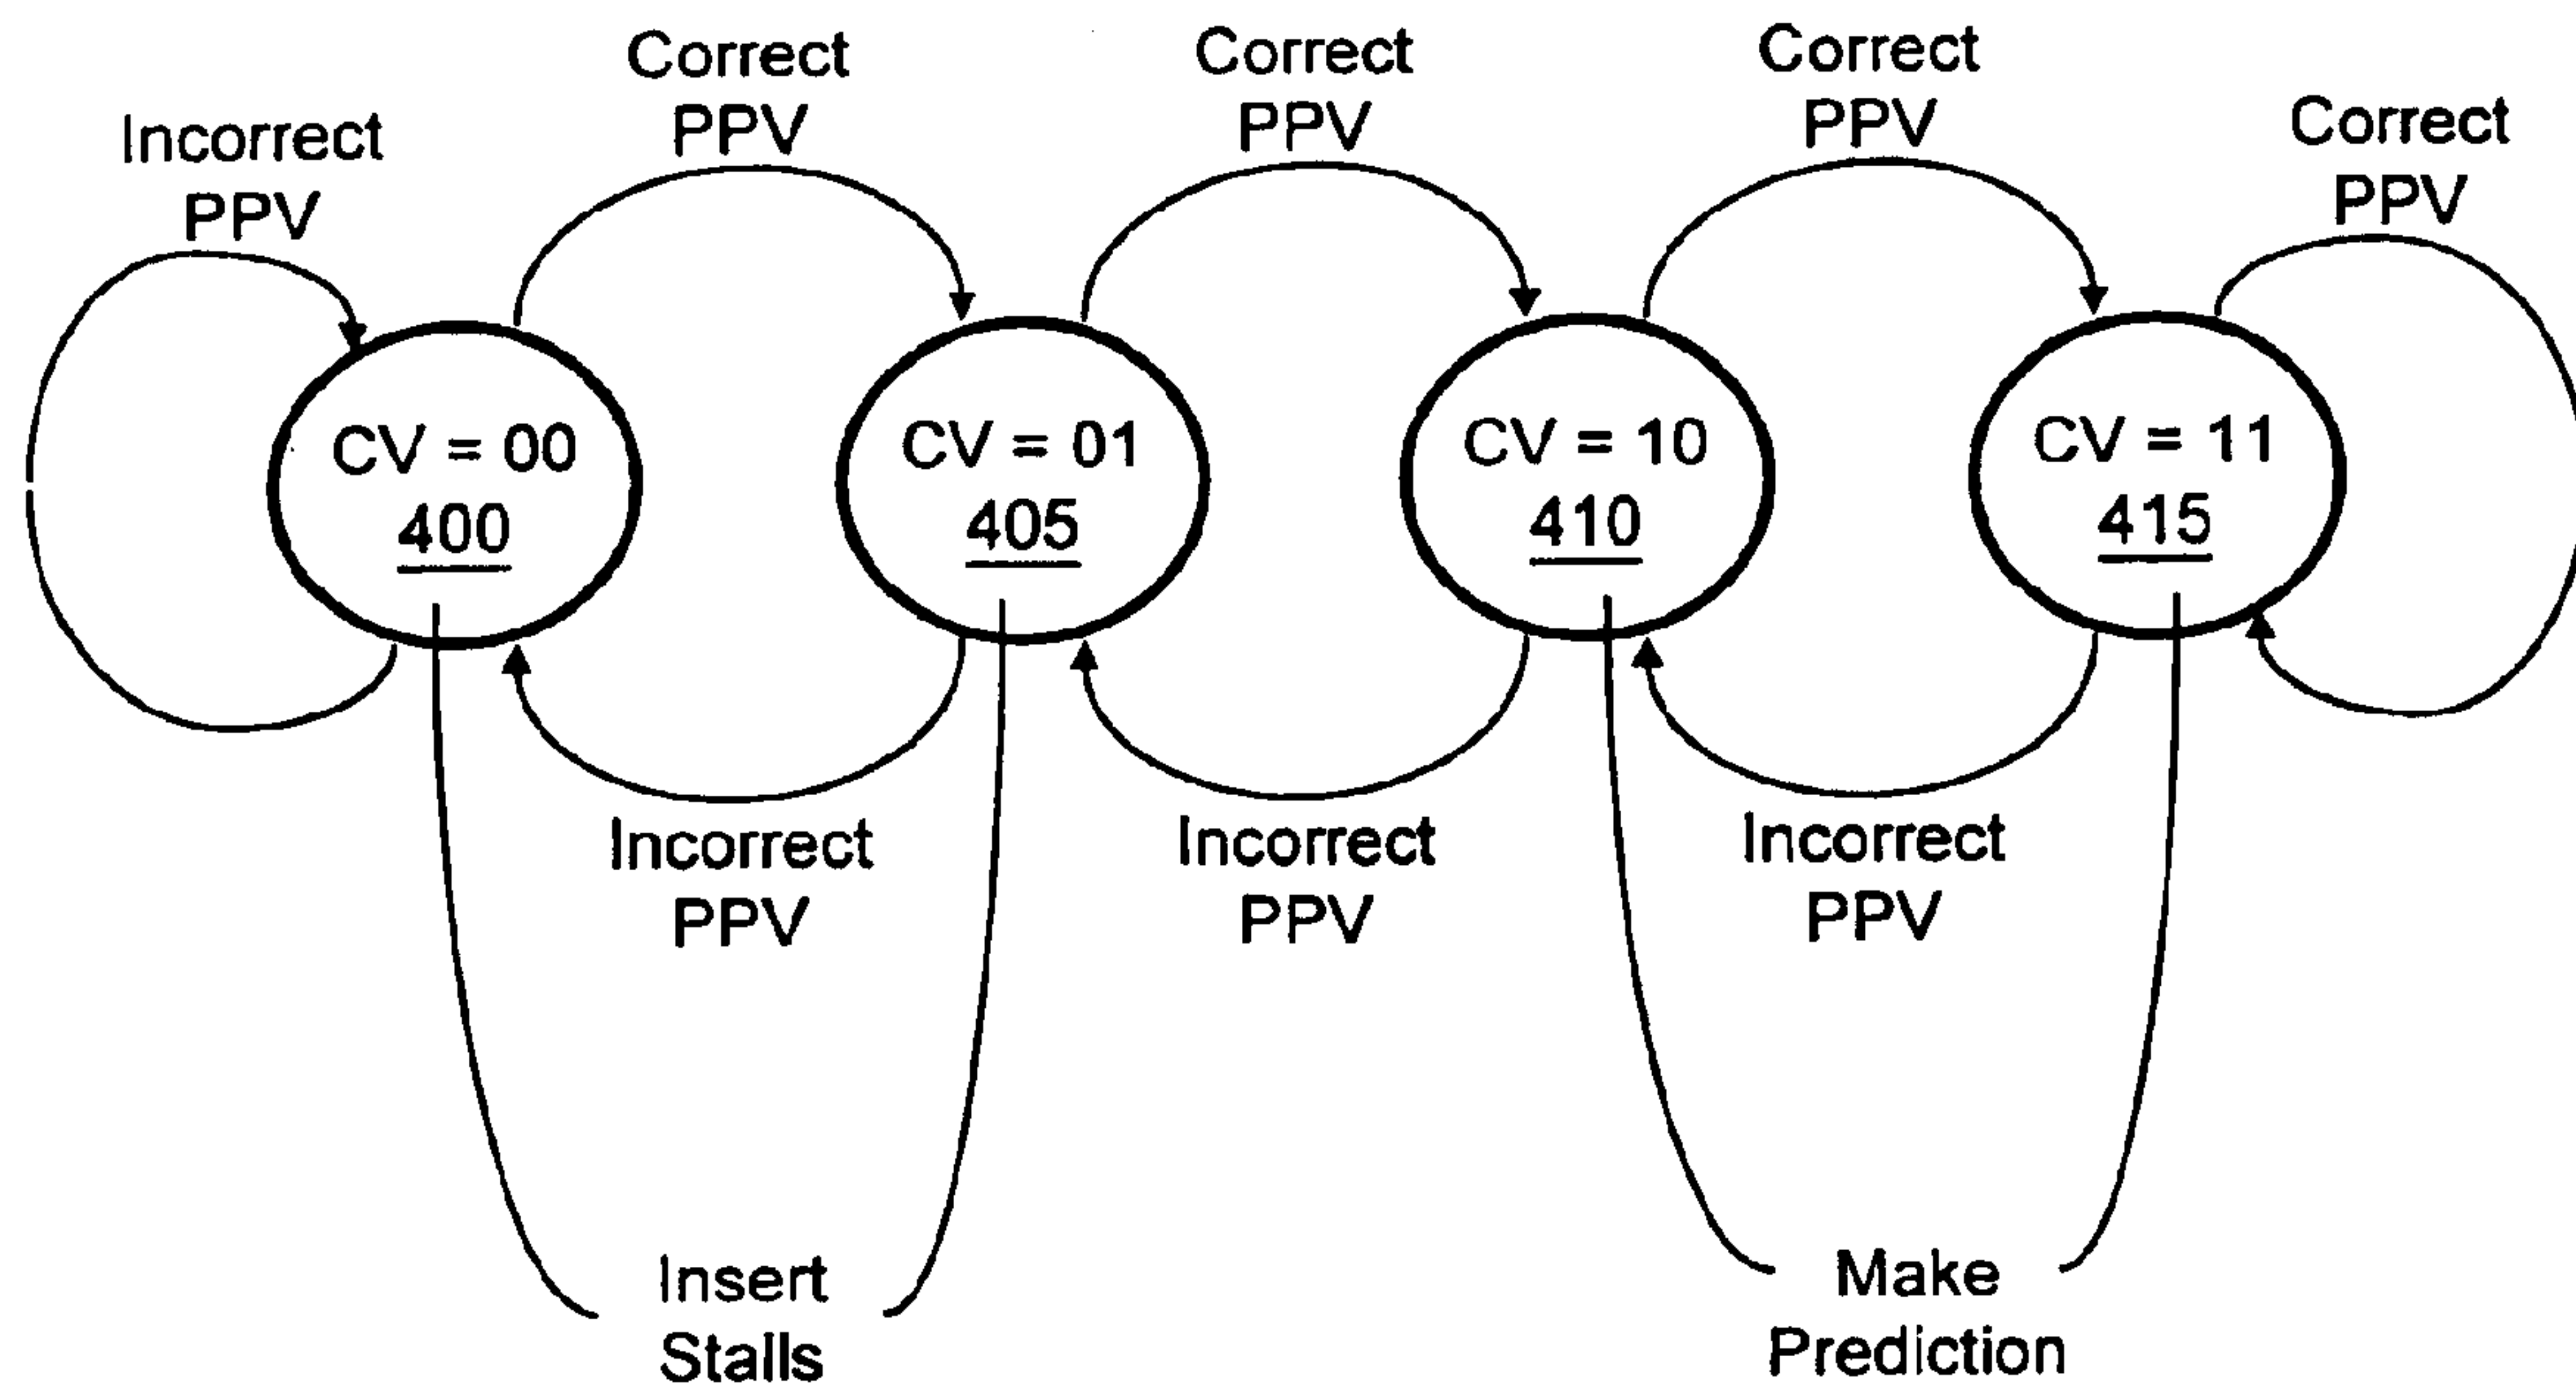 Correct
PPV
Correct
PPV
Correct
PPV
Incorrect
PPV
Correct
PPV
CV = 00
400
CV = 01
405
CV = 10
410
CV = 11
415
Incorrect
PPV
Incorrect
PPV
Incorrect
PPV
Insert
Stalls
Make
Prediction